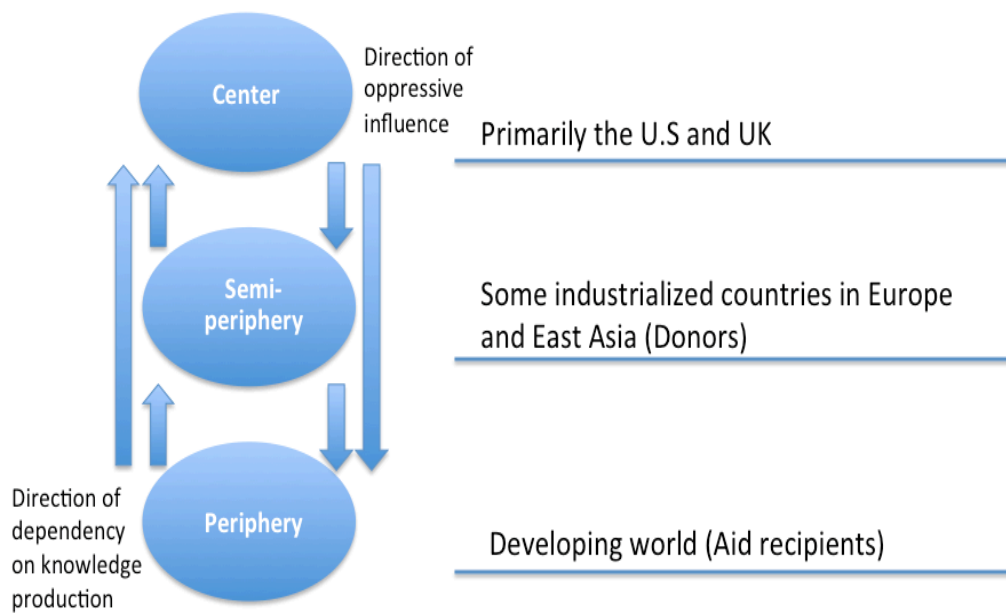 Center
Direction of
oppressive
influence
Primarily the U.S and UK
Semi-
periphery
Some industrialized countries in Europe
and East Asia (Donors)
Periphery
Direction of
dependency
on knowledge
production
Developing world (Aid recipients)